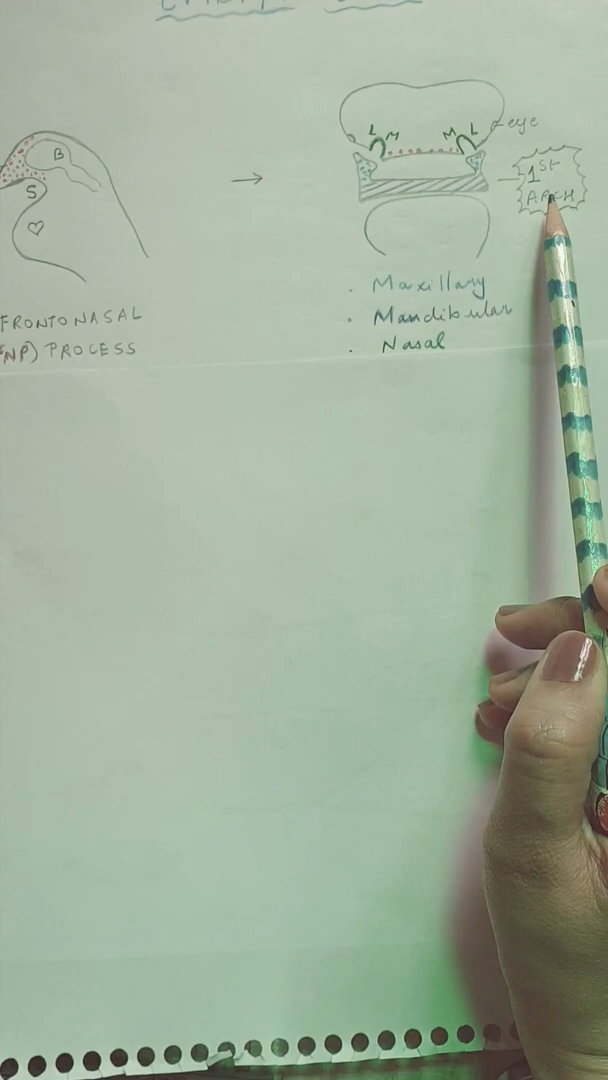 B
S
FRONTONASAL
NP) PROCESS
L M M L
eye
1st
ARCH
. Maxillary
. Mandibular
. Nasal